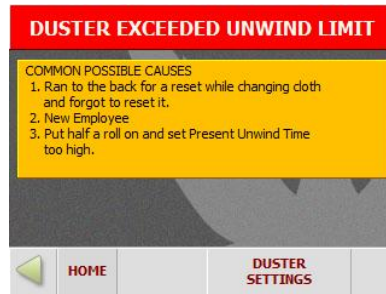 DUSTER EXCEEDED UNWIND LIMIT
COMMON POSSIBLE CAUSES
1. Ran to the back for a reset while changing cloth
and forgot to reset it.
2. New Employee
3. Put half a roll on and set Present Unwind Time
too high.
HOME
DUSTER
SETTINGS